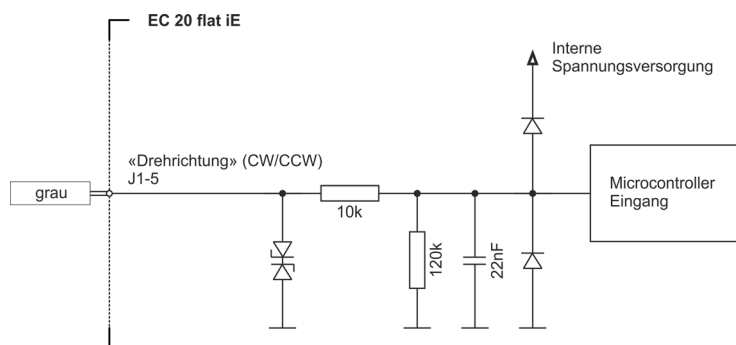 EC 20 flat iE
Interne
Spannungsversorgung
«Drehrichtung» (CW/CCW)
J1-5
grau
10k
120k
22nF
Microcontroller
Eingang